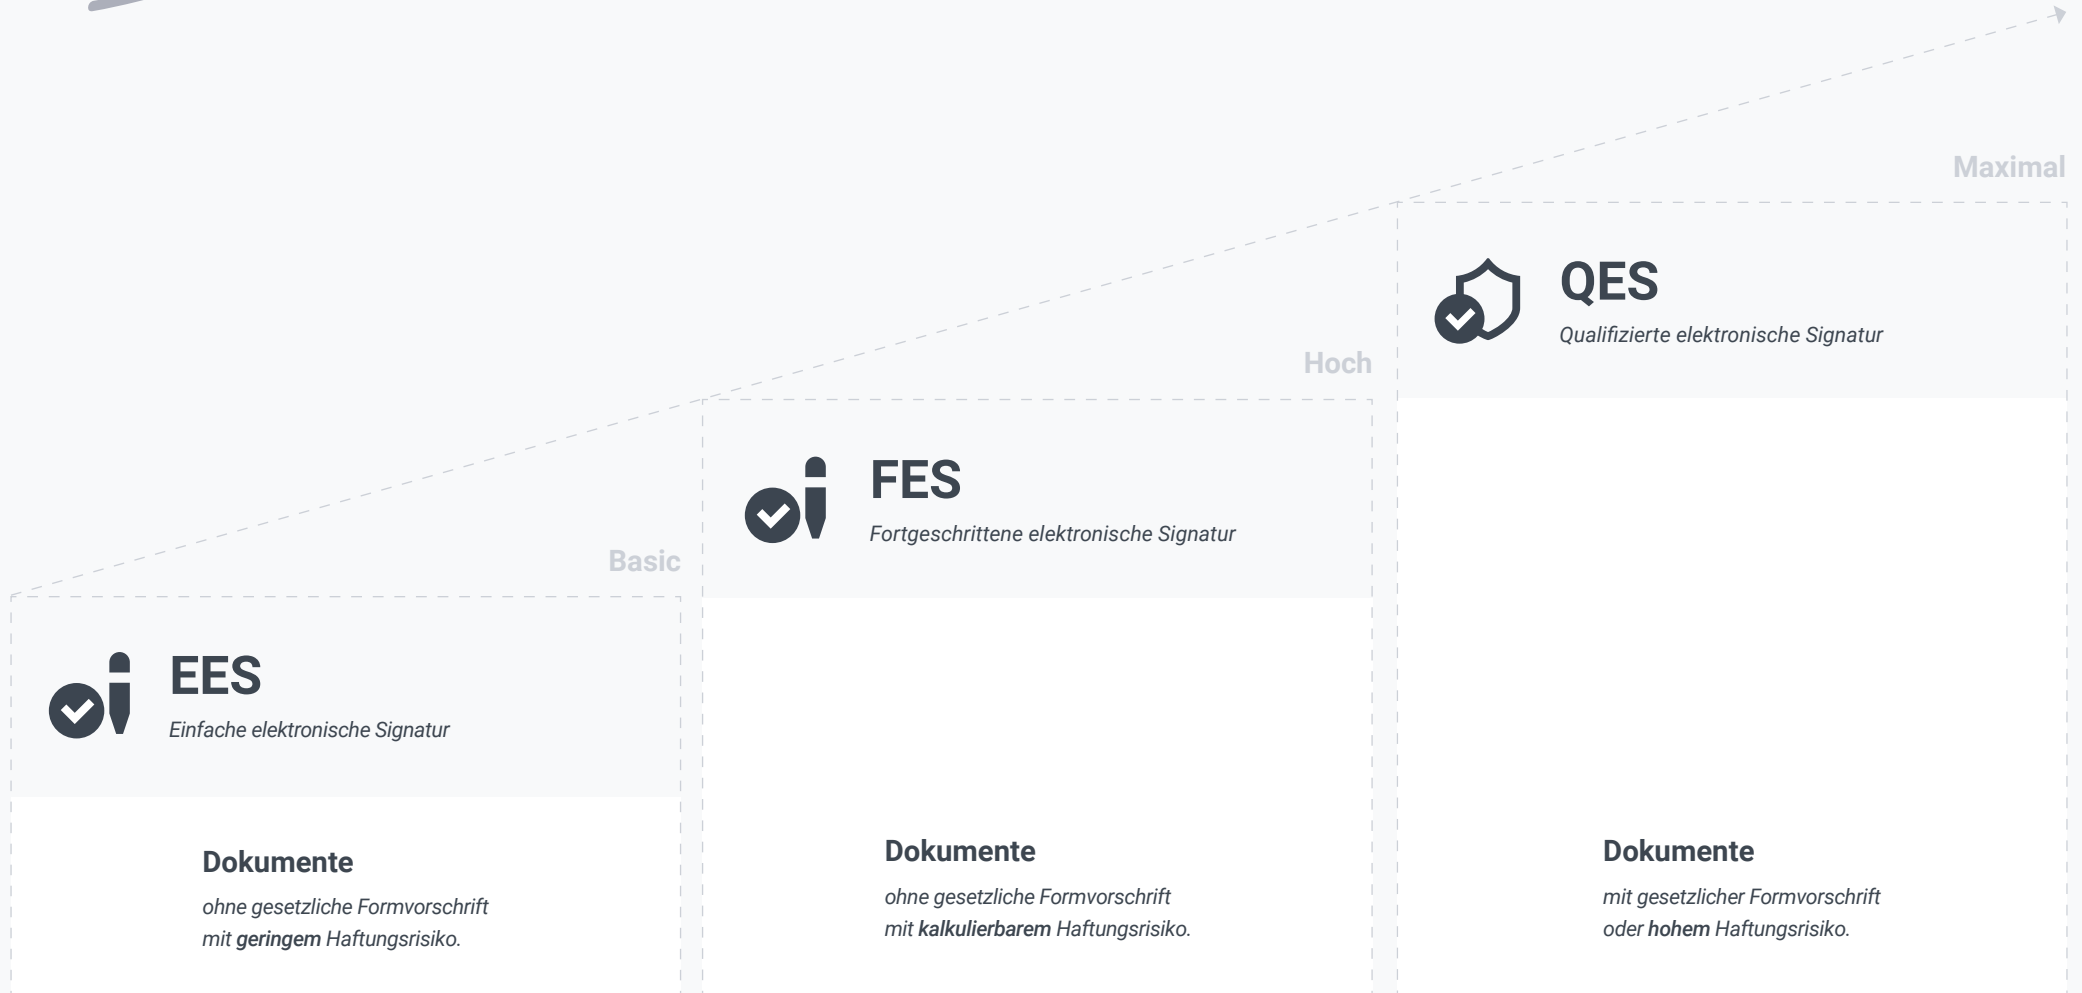 Maximal
QES
Qualifizierte elektronische Signatur
Hoch
FES
Fortgeschrittene elektronische Signatur
Basic
EES
Einfache elektronische Signatur
Dokumente
ohne gesetzliche Formvorschrift
mit geringem Haftungsrisiko.
Dokumente
ohne gesetzliche Formvorschrift
mit kalkulierbarem Haftungsrisiko.
Dokumente
mit gesetzlicher Formvorschrift
oder hohem Haftungsrisiko.